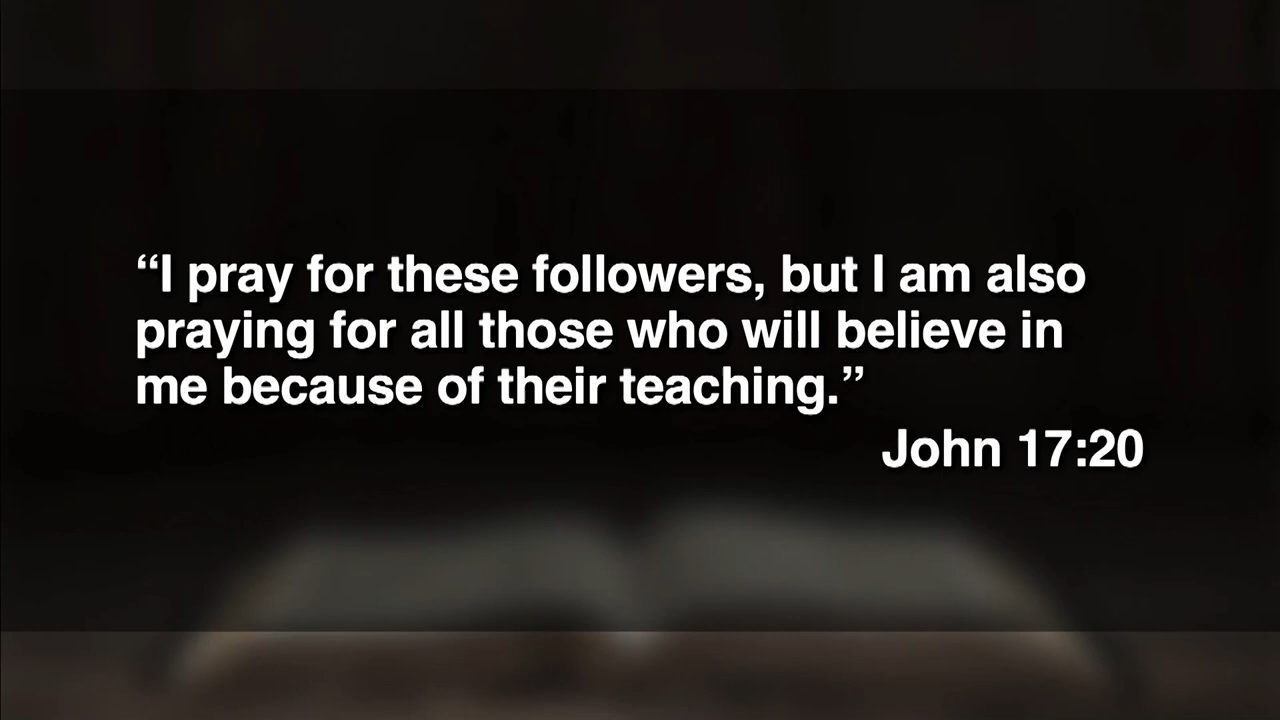 “I pray for these followers, but I am also
praying for all those who will believe in
me because of their teaching.”
John 17:20